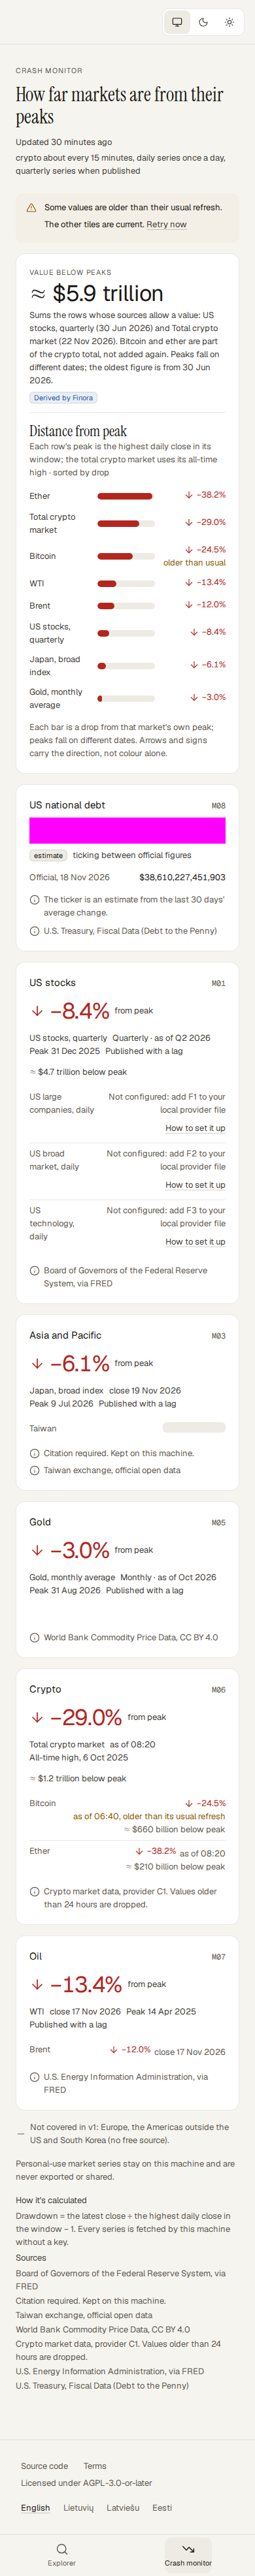 CRASH MONITOR
How far markets are from their
peaks
Updated 30 minutes ago
crypto about every 15 minutes, daily series once a day,
quarterly series when published
Some values are older than their usual refresh.
The other tiles are current. Retry now
VALUE BELOW PEAKS
≈ $5.9 trillion
Sums the rows whose sources allow a value: US
stocks, quarterly (30 Jun 2026) and Total crypto
market (22 Nov 2026). Bitcoin and ether are part
of the crypto total, not added again. Peaks fall on
different dates; the oldest figure is from 30 Jun
2026.
Derived by Finora
Distance from peak
Each row's peak is the highest daily close in its
window; the total crypto market uses its all-time
high · sorted by drop
Ether ↓ −38.2%
Total crypto
market ↓ −29.0%
Bitcoin ↓ −24.5%
older than usual
WTI ↓ −13.4%
Brent ↓ −12.0%
US stocks,
quarterly ↓ −8.4%
Japan, broad
index ↓ −6.1%
Gold, monthly
average ↓ −3.0%
Each bar is a drop from that market's own peak;
peaks fall on different dates. Arrows and signs
carry the direction, not colour alone.
US national debt M08
estimate ticking between official figures
Official, 18 Nov 2026 $38,610,227,451,903
The ticker is an estimate from the last 30 days'
average change.
U.S. Treasury, Fiscal Data (Debt to the Penny)
US stocks M01
↓ −8.4% from peak
US stocks, quarterly Quarterly · as of Q2 2026
Peak 31 Dec 2025 Published with a lag
≈ $4.7 trillion below peak
US large
companies, daily
Not configured: add F1 to your
local provider file
How to set it up
US broad
market, daily
Not configured: add F2 to your
local provider file
How to set it up
US
technology,
daily
Not configured: add F3 to your
local provider file
How to set it up
Board of Governors of the Federal Reserve
System, via FRED
Asia and Pacific M03
↓ −6.1% from peak
Japan, broad index close 19 Nov 2026
Peak 9 Jul 2026 Published with a lag
Taiwan
Citation required. Kept on this machine.
Taiwan exchange, official open data
Gold M05
↓ −3.0% from peak
Gold, monthly average Monthly · as of Oct 2026
Peak 31 Aug 2026 Published with a lag
World Bank Commodity Price Data, CC BY 4.0
Crypto M06
↓ −29.0% from peak
Total crypto market as of 08:20
All-time high, 6 Oct 2025
≈ $1.2 trillion below peak
Bitcoin ↓ −24.5%
as of 06:40, older than its usual refresh
≈ $660 billion below peak
Ether ↓ −38.2% as of 08:20
≈ $210 billion below peak
Crypto market data, provider C1. Values older
than 24 hours are dropped.
Oil M07
↓ −13.4% from peak
WTI close 17 Nov 2026 Peak 14 Apr 2025
Published with a lag
Brent ↓ −12.0% close 17 Nov 2026
U.S. Energy Information Administration, via
FRED
— Not covered in v1: Europe, the Americas outside the
US and South Korea (no free source).
Personal-use market series stay on this machine and are
never exported or shared.
How it's calculated
Drawdown = the latest close ÷ the highest daily close in
the window − 1. Every series is fetched by this machine
without a key.
Sources
Board of Governors of the Federal Reserve System, via
FRED
Citation required. Kept on this machine.
Taiwan exchange, official open data
World Bank Commodity Price Data, CC BY 4.0
Crypto market data, provider C1. Values older than 24
hours are dropped.
U.S. Energy Information Administration, via FRED
U.S. Treasury, Fiscal Data (Debt to the Penny)
Source code Terms
Licensed under AGPL-3.0-or-later
English Lietuvių Latviešu Eesti
Explorer Crash monitor